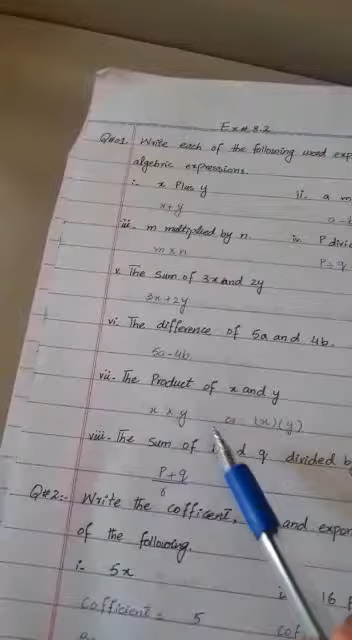 Ex# 8.2
Q#01 Write each of the following word exp
algebric expressions.
i- x Plus y ii. a m
x+y a-b
iii. m multiplied by n. iv. P divi
m x n P÷q
v. The Sum of 3x and 2y
3x+2y
vi. The difference of 5a and 4b.
5a-4b
vii- The Product of x and y
x x y or (x)(y)
viii- The sum of d q divided by
P+q
6
Q#2:- Write the cofficent, and expon
of the following.
i- 5x 16 P
cofficient = 5 cof